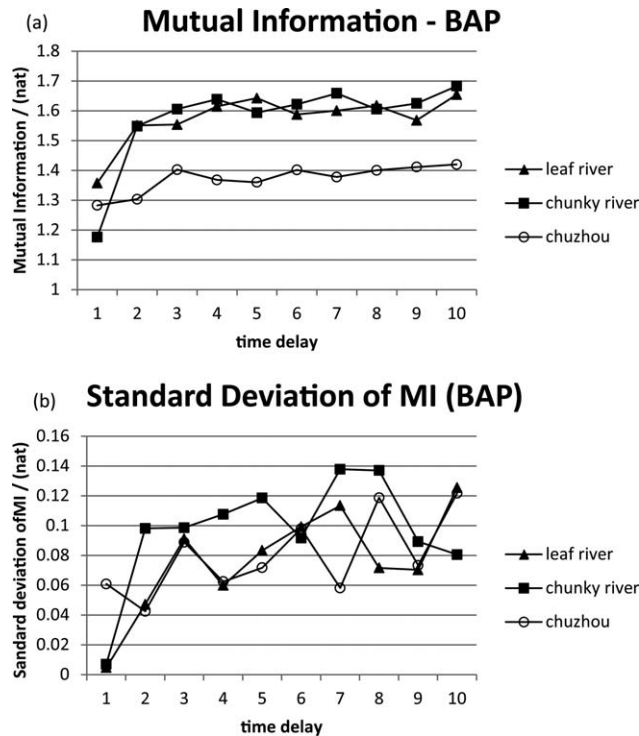 (a) Mutual Information - BAP
1.8
1.7
1.6
1.5
1.4
1.3
1.2
1.1
1
Mutual Information / (nat)
1 2 3 4 5 6 7 8 9 10
time delay
leaf river
chunky river
chuzhou
(b) Standard Deviation of MI (BAP)
0.16
0.14
0.12
0.1
0.08
0.06
0.04
0.02
0
Sandard deviation ofMI / (nat)
1 2 3 4 5 6 7 8 9 10
time delay
leaf river
chunky river
chuzhou